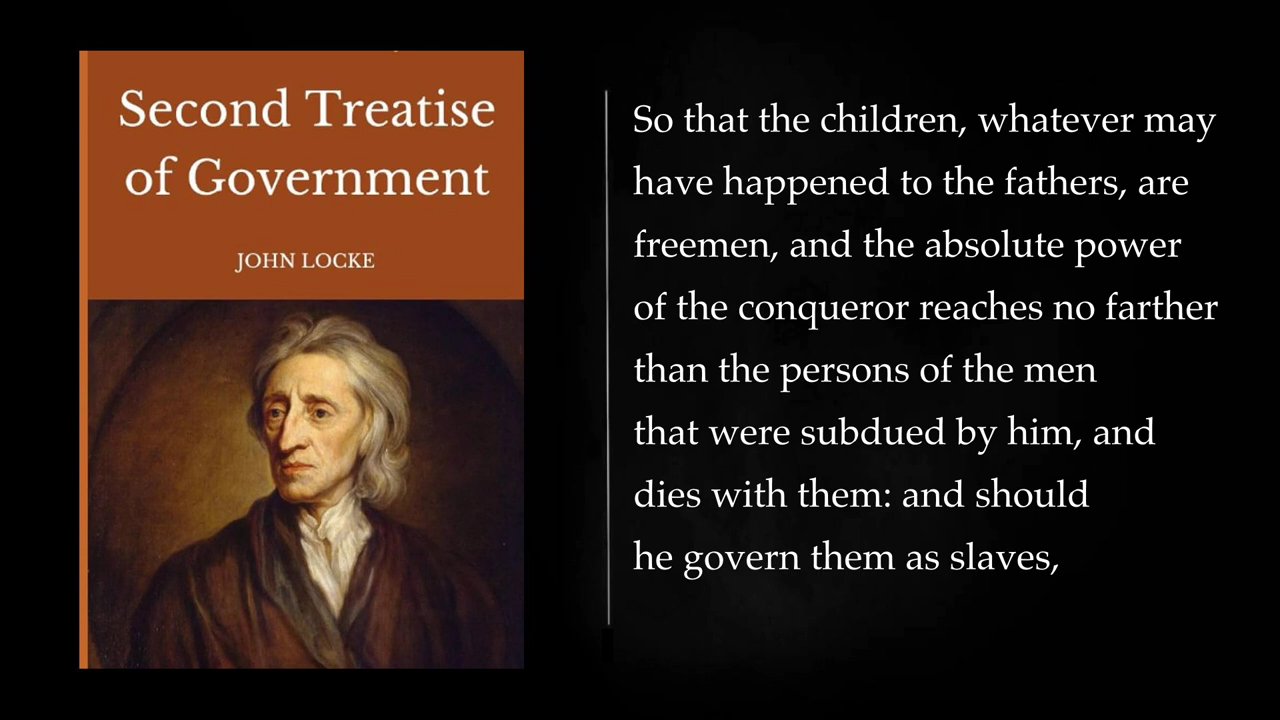 Second Treatise
of Government
JOHN LOCKE
So that the children, whatever may
have happened to the fathers, are
freemen, and the absolute power
of the conqueror reaches no farther
than the persons of the men
that were subdued by him, and
dies with them: and should
he govern them as slaves,